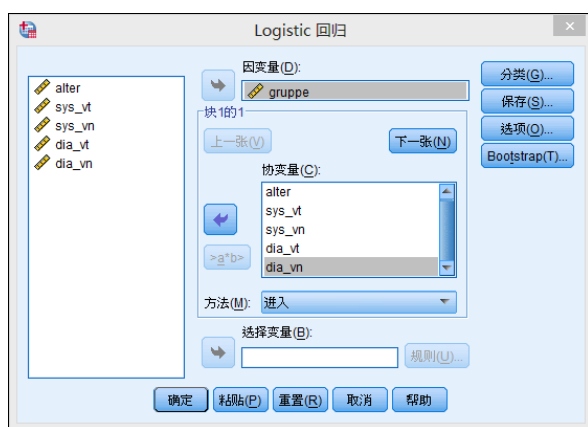 Logistic 回归
alter
sys_vt
sys_vn
dia_vt
dia_vn
因变量(D):
gruppe
块1的1
上一张(V)
下一张(N)
协变量(C):
alter
sys_vt
sys_vn
dia_vt
dia_vn
>a*b>
方法(M):
进入
选择变量(B):
规则(U)...
分类(G)...
保存(S)...
选项(O)...
Bootstrap(T)...
确定
粘贴(P)
重置(R)
取消
帮助